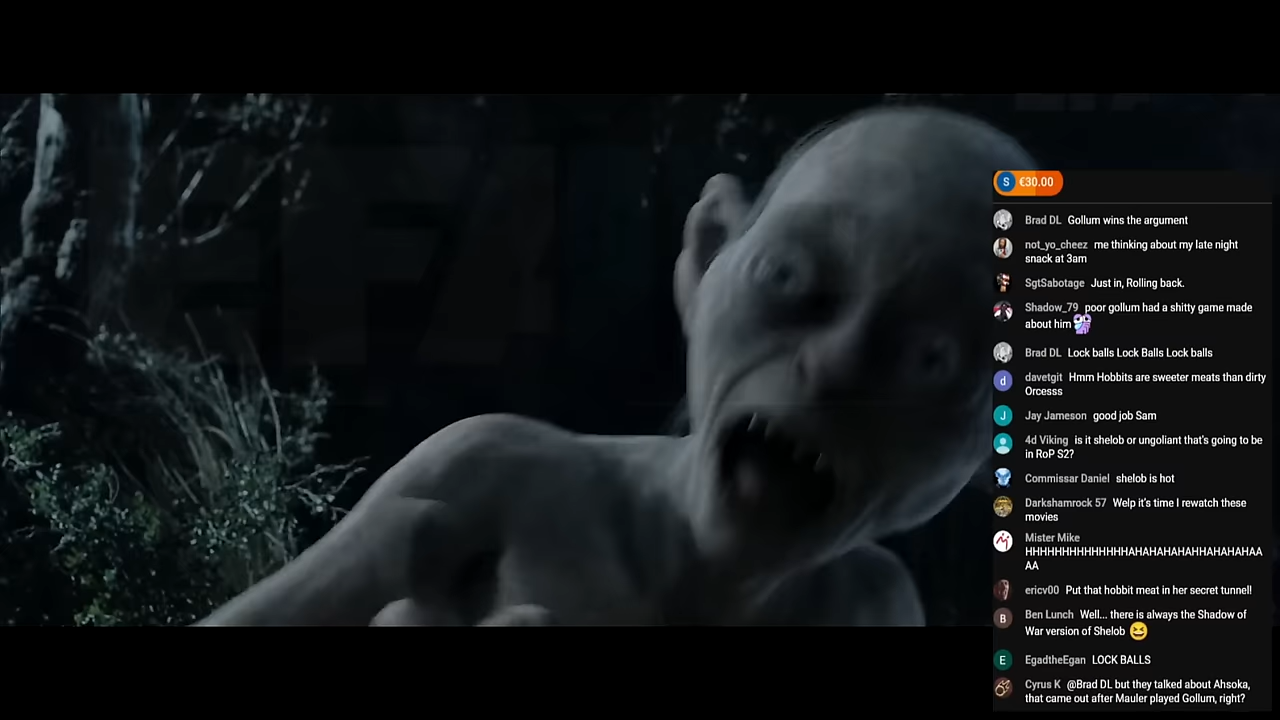 S €30.00
Brad DL Gollum wins the argument
not_yo_cheez me thinking about my late night
snack at 3am
SgtSabotage Just in, Rolling back.
Shadow_79 poor gollum had a shitty game made
about him
Brad DL Lock balls Lock Balls Lock balls
d davetgit Hmm Hobbits are sweeter meats than dirty
Orcesss
J Jay Jameson good job Sam
4d Viking is it shelob or ungoliant that's going to be
in RoP S2?
Commissar Daniel shelob is hot
Darkshamrock 57 Welp it's time I rewatch these
movies
Mister Mike
HHHHHHHHHHHHHHAHAHAHAHHAHAHAHAA
AA
ericv00 Put that hobbit meat in her secret tunnel!
B Ben Lunch Well... there is always the Shadow of
War version of Shelob
E EgadtheEgan LOCK BALLS
Cyrus K @Brad DL but they talked about Ahsoka,
that came out after Mauler played Gollum, right?